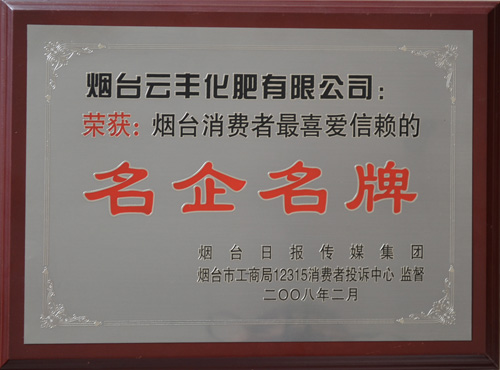 烟台云丰化肥有限公司：
荣获：烟台消费者最喜爱信赖的
名企名牌
烟台日报传媒集团
烟台市工商局12315消费者投诉中心 监督
二〇〇八年二月